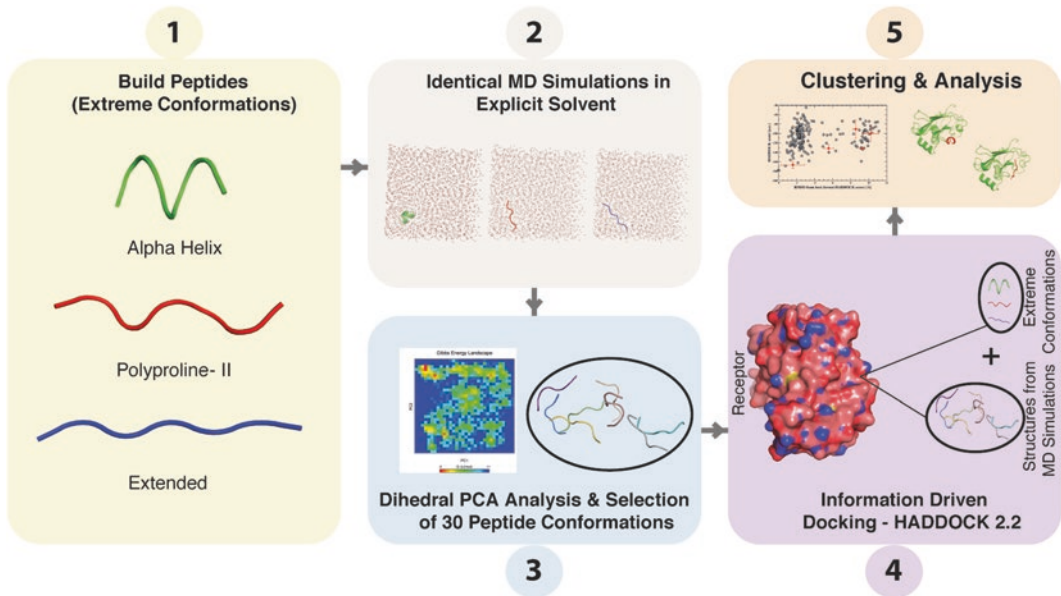 1
Build Peptides
(Extreme Conformations)
Alpha Helix
Polyproline- II
Extended
2
Identical MD Simulations in
Explicit Solvent
Gibbs Energy Landscape
PC2
PC1
Dihedral PCA Analysis & Selection
of 30 Peptide Conformations
3
Receptor
Extreme
Conformations
+
Structures from
MD Simulations
Information Driven
Docking - HADDOCK 2.2
4
5
Clustering & Analysis